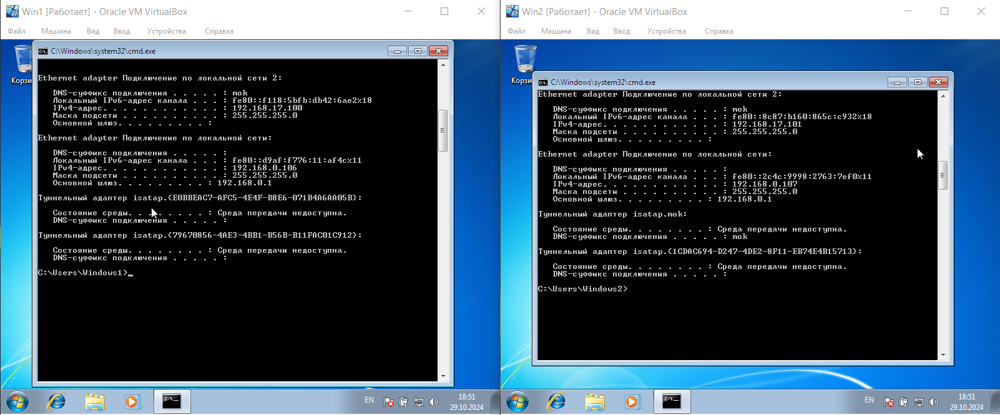 Win1 [Работает] - Oracle VM VirtualBox
Файл Машина Вид Ввод Устройства Справка
Корзи
C:\Windows\system32\cmd.exe
Ethernet adapter Подключение по локальной сети 2:
DNS-суффикс подключения . . . . . : mok
Локальный IPv6-адрес канала . . . : fe80::f118:5bfb:db42:6ae2%18
IPv4-адрес. . . . . . . . . . . . : 192.168.17.100
Маска подсети . . . . . . . . . . : 255.255.255.0
Основной шлюз. . . . . . . . . :
Ethernet adapter Подключение по локальной сети:
DNS-суффикс подключения . . . . . :
Локальный IPv6-адрес канала . . . : fe80::d9af:f776:11:af4c%11
IPv4-адрес. . . . . . . . . . . . : 192.168.0.106
Маска подсети . . . . . . . . . . : 255.255.255.0
Основной шлюз. . . . . . . . . : 192.168.0.1
Туннельный адаптер isatap.{E0BBEAC7-AFC5-4E4F-B8E6-071B4A6AA05B}:
Состояние среды. . . . . . . . : Среда передачи недоступна.
DNS-суффикс подключения . . . . . :
Туннельный адаптер isatap.{79670856-4AE3-4BB1-B56B-B11FAC01C912}:
Состояние среды. . . . . . . . : Среда передачи недоступна.
DNS-суффикс подключения . . . . . :
C:\Users\Windows1>_
EN
18:51
29.10.2024
Win2 [Работает] - Oracle VM VirtualBox
Файл Машина Вид Ввод Устройства Справка
Корзи
C:\Windows\system32\cmd.exe
Ethernet adapter Подключение по локальной сети 2:
DNS-суффикс подключения . . . . . : mok
Локальный IPv6-адрес канала . . . : fe80::8c87:b160:865c:c932%18
IPv4-адрес. . . . . . . . . . . . : 192.168.17.101
Маска подсети . . . . . . . . . . : 255.255.255.0
Основной шлюз. . . . . . . . . :
Ethernet adapter Подключение по локальной сети:
DNS-суффикс подключения . . . . . :
Локальный IPv6-адрес канала . . . : fe80::2c4c:9998:2763:7ef0%11
IPv4-адрес. . . . . . . . . . . . : 192.168.0.107
Маска подсети . . . . . . . . . . : 255.255.255.0
Основной шлюз. . . . . . . . . : 192.168.0.1
Туннельный адаптер isatap.mok:
Состояние среды. . . . . . . . : Среда передачи недоступна.
DNS-суффикс подключения . . . . . : mok
Туннельный адаптер isatap.{1CDAC694-D247-4DE2-8F11-EB74E4B15713}:
Состояние среды. . . . . . . . : Среда передачи недоступна.
DNS-суффикс подключения . . . . . :
C:\Users\Windows2>
EN
18:51
29.10.2024